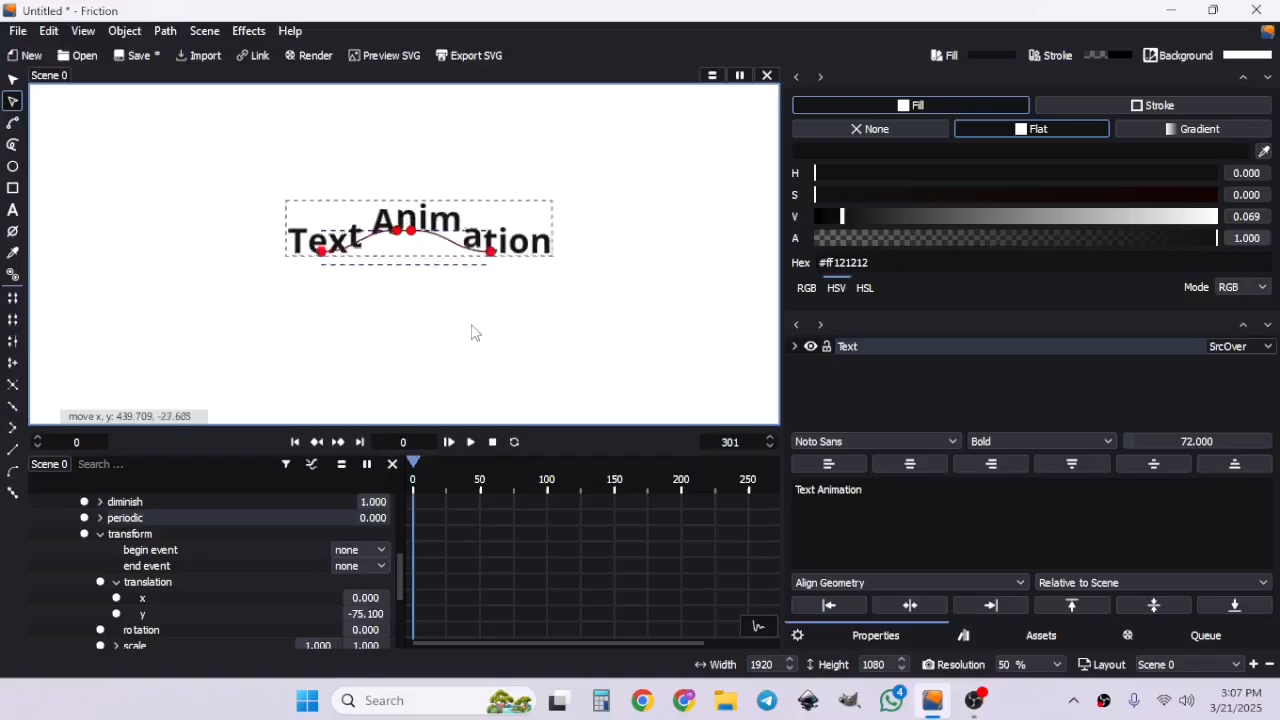 Untitled * - Friction
File Edit View Object Path Scene Effects Help
New Open Save * Import Link Render Preview SVG Export SVG Fill Stroke Background
Scene 0
Fill Stroke
None Flat Gradient
H 0.000
S 0.000
V 0.069
A 1.000
Hex #ff121212
RGB HSV HSL Mode RGB
Text Animation
Text SrcOver
move x, y: 439.709, -27.605
0 0 301
Noto Sans Bold 72.000
Scene 0 Search ...
0 50 100 150 200 250
Text Animation
diminish 1.000
periodic 0.000
transform
begin event none
end event none
translation
x 0.000
y -75.100
rotation 0.000
scale 1.000 1.000
Align Geometry Relative to Scene
Properties Assets Queue
Width 1920 Height 1080 Resolution 50 % Layout Scene 0
Search 4 3:07 PM
3/21/2025